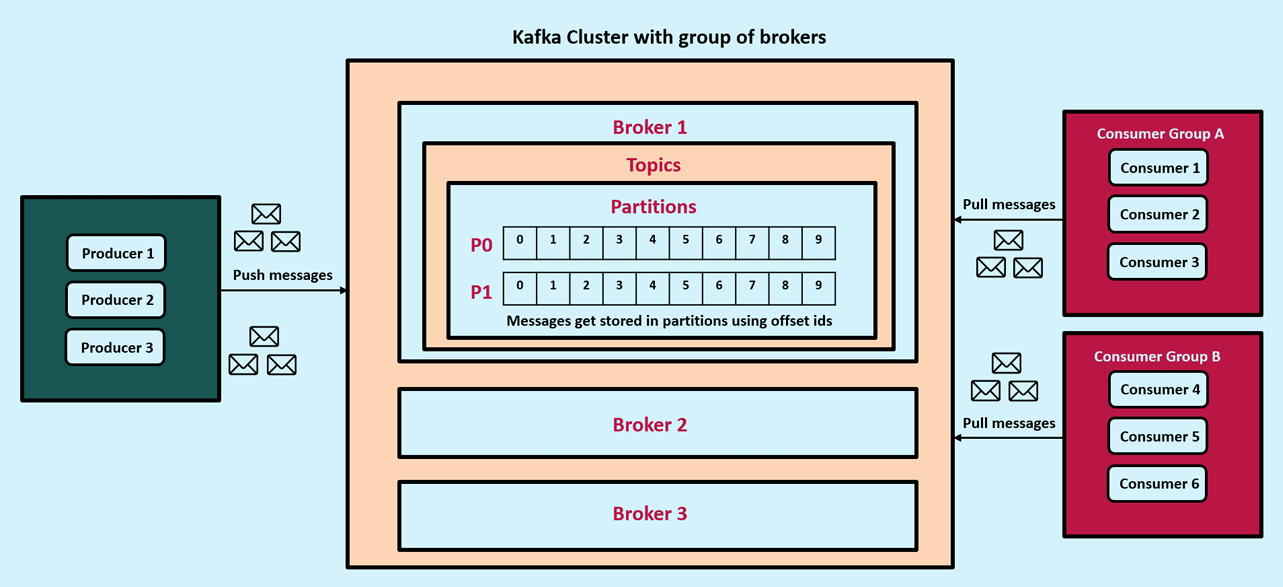 Kafka Cluster with group of brokers
Producer 1
Producer 2
Producer 3
Push messages
Broker 1
Topics
Partitions
P0 0 1 2 3 4 5 6 7 8 9
P1 0 1 2 3 4 5 6 7 8 9
Messages get stored in partitions using offset ids
Broker 2
Broker 3
Pull messages
Consumer Group A
Consumer 1
Consumer 2
Consumer 3
Pull messages
Consumer Group B
Consumer 4
Consumer 5
Consumer 6